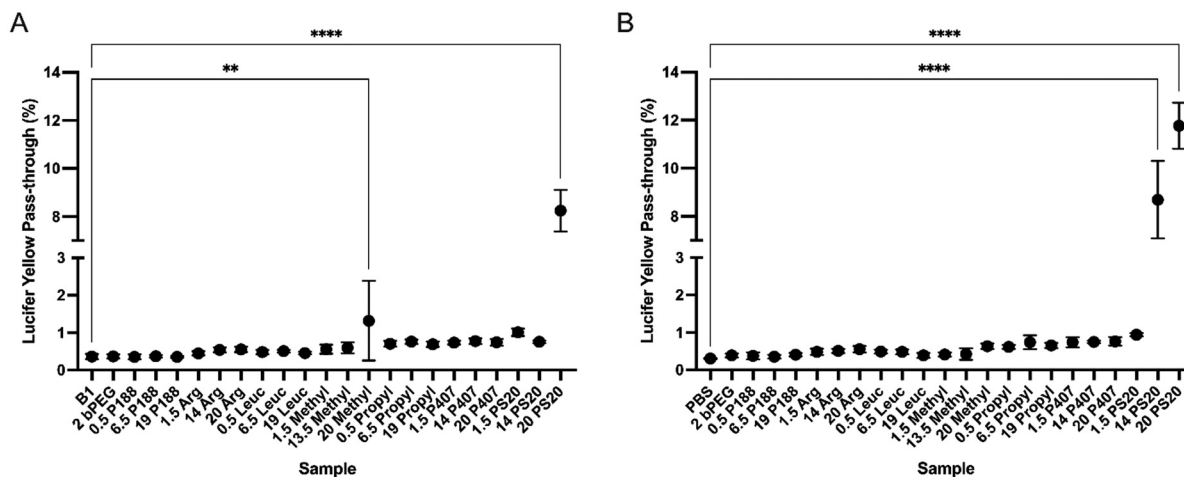 A
****
**
Lucifer Yellow Pass-through (%)
14
12
10
8
6
3
2
1
0
B1
2 bPEG
0.5 P188
6.5 P188
19 P188
1.5 Arg
14 Arg
20 Arg
0.5 Leuc
6.5 Leuc
19 Leuc
1.5 Methyl
13.5 Methyl
20 Methyl
0.5 Propyl
6.5 Propyl
19 Propyl
1.5 P407
14 P407
20 P407
1.5 PS20
14 PS20
20 PS20
Sample
B
****
****
Lucifer Yellow Pass-through (%)
14
12
10
8
6
3
2
1
0
PBS
2 bPEG
0.5 P188
6.5 P188
19 P188
1.5 Arg
14 Arg
20 Arg
0.5 Leuc
6.5 Leuc
19 Leuc
1.5 Methyl
13.5 Methyl
20 Methyl
0.5 Propyl
6.5 Propyl
19 Propyl
1.5 P407
14 P407
20 P407
1.5 PS20
14 PS20
20 PS20
Sample